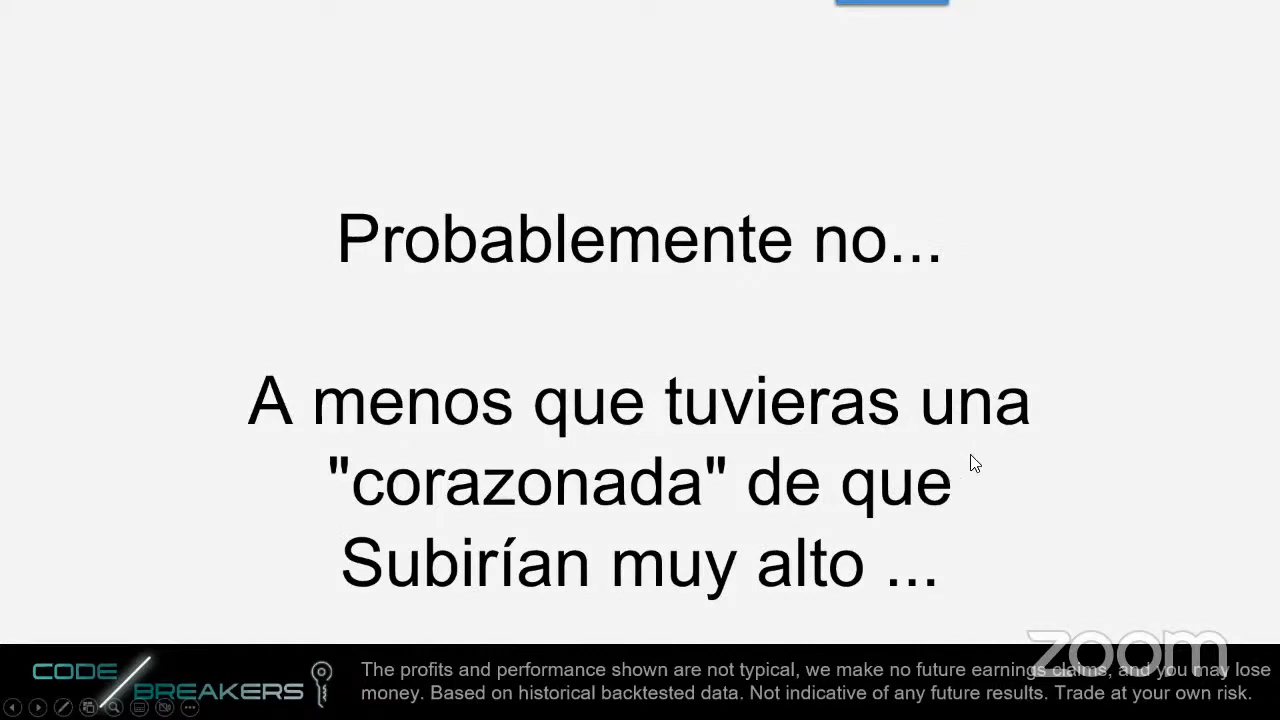 Probablemente no...
A menos que tuvieras una
"corazonada" de que
Subirían muy alto ...
zoom
CODE
BREAKERS
The profits and performance shown are not typical, we make no future earnings claims, and you may lose
money. Based on historical backtested data. Not indicative of any future results. Trade at your own risk.